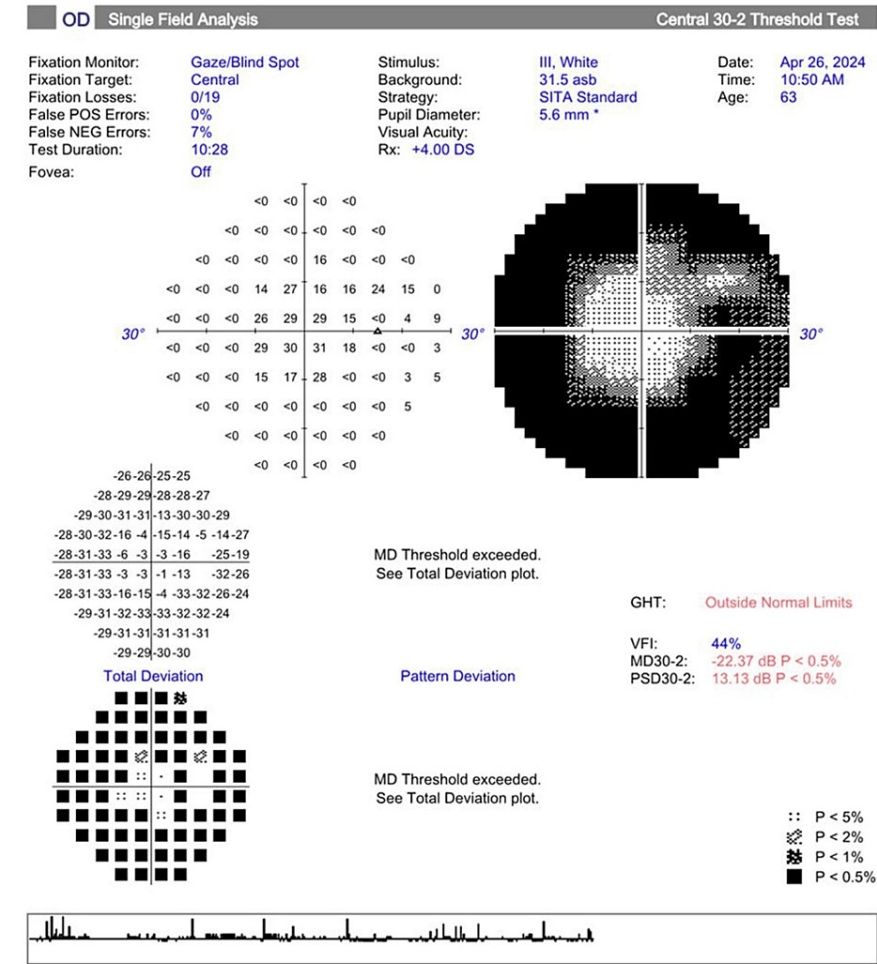 OD Single Field Analysis Central 30-2 Threshold Test
Fixation Monitor: Gaze/Blind Spot Stimulus: III, White Date: Apr 26, 2024
Fixation Target: Central Background: 31.5 asb Time: 10:50 AM
Fixation Losses: 0/19 Strategy: SITA Standard Age: 63
False POS Errors: 0% Pupil Diameter: 5.6 mm *
False NEG Errors: 7% Visual Acuity:
Test Duration: 10:28 Rx: +4.00 DS
Fovea: Off
<0 <0 <0 <0
<0 <0 <0 <0 <0 <0
<0 <0 <0 <0 16 <0 <0 <0
<0 <0 <0 14 27 16 16 24 15 0
<0 <0 <0 26 29 29 15 <0 4 9
30° 30° 30°
<0 <0 <0 29 30 31 18 <0 <0 3
<0 <0 <0 15 17 28 <0 <0 3 5
<0 <0 <0 <0 <0 <0 <0 5
<0 <0 <0 <0 <0 <0
<0 <0 <0 <0
-26 -26 -25 -25
-28 -29 -29 -28 -28 -27
-29 -30 -31 -31 -13 -30 -30 -29
-28 -30 -32 -16 -4 -15 -14 -5 -14 -27
-28 -31 -33 -6 -3 -3 -16 -25 -19
-28 -31 -33 -3 -3 -1 -13 -32 -26
-28 -31 -33 -16 -15 -4 -33 -32 -26 -24
-29 -31 -32 -33 -33 -32 -32 -24
-29 -31 -31 -31 -31 -31
-29 -29 -30 -30
MD Threshold exceeded.
See Total Deviation plot.
GHT: Outside Normal Limits
VFI: 44%
MD30-2: -22.37 dB P < 0.5%
PSD30-2: 13.13 dB P < 0.5%
Total Deviation Pattern Deviation
MD Threshold exceeded.
See Total Deviation plot.
P < 5%
P < 2%
P < 1%
P < 0.5%